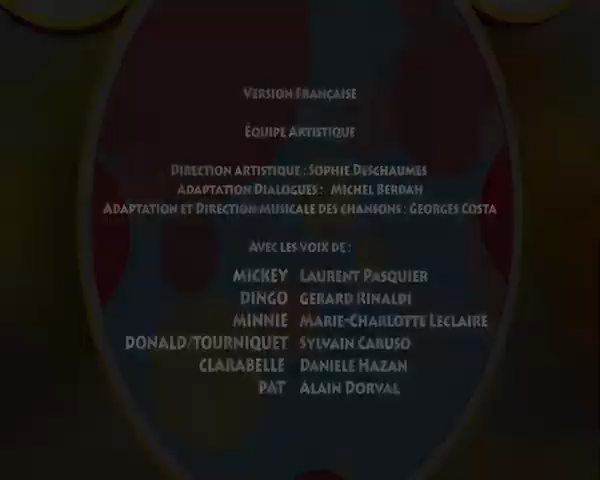 Version Française
Équipe Artistique
Direction artistique : Sophie Deschaumes
Adaptation Dialogues : Michel Berdah
Adaptation et Direction musicale des chansons : Georges Costa
Avec les voix de :
MICKEY Laurent Pasquier
DINGO Gerard Rinaldi
MINNIE Marie-Charlotte Leclaire
DONALD/TOURNIQUET Sylvain Caruso
CLARABELLE Daniele Hazan
PAT Alain Dorval